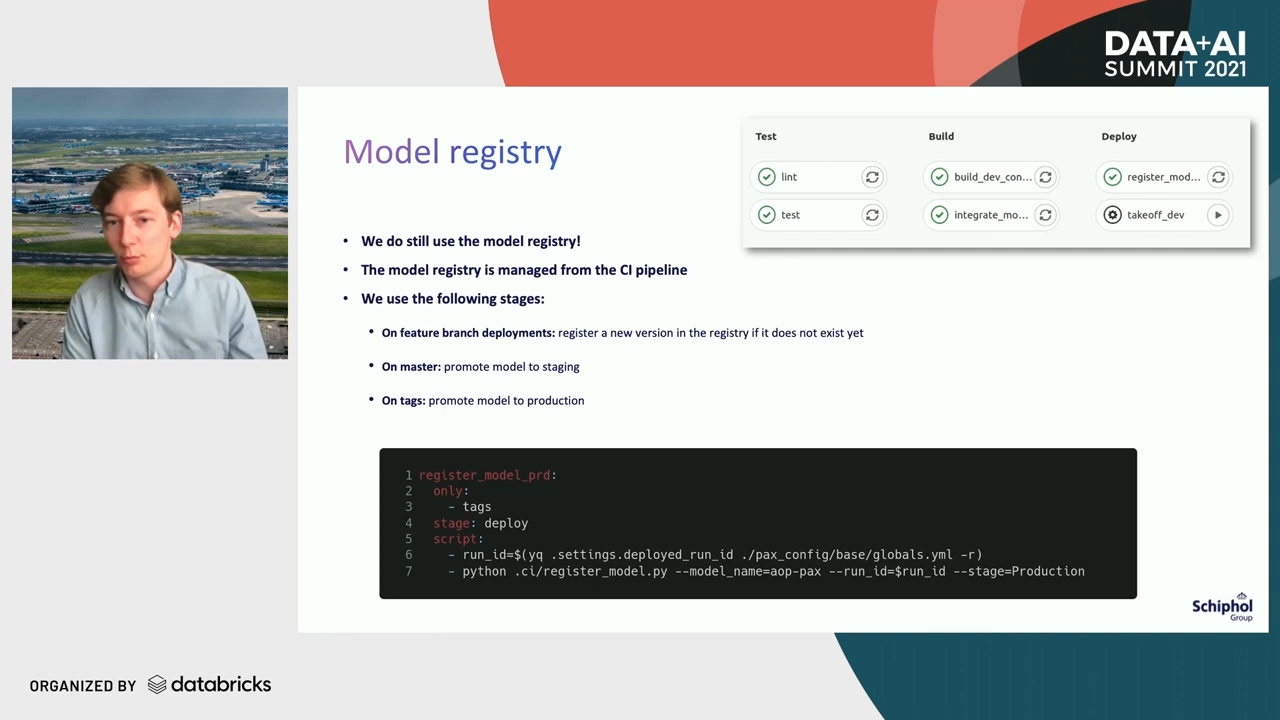 DATA+AI
SUMMIT 2021
Model registry
Test
Build
Deploy
lint
build_dev_con...
register_mod...
test
integrate_mo...
takeoff_dev
• We do still use the model registry!
• The model registry is managed from the CI pipeline
• We use the following stages:
• On feature branch deployments: register a new version in the registry if it does not exist yet
• On master: promote model to staging
• On tags: promote model to production
1 register_model_prd:
2 only:
3 - tags
4 stage: deploy
5 script:
6 - run_id=$(yq .settings.deployed_run_id ./pax_config/base/globals.yml -r)
7 - python .ci/register_model.py --model_name=aop-pax --run_id=$run_id --stage=Production
Schiphol
Group
ORGANIZED BY databricks